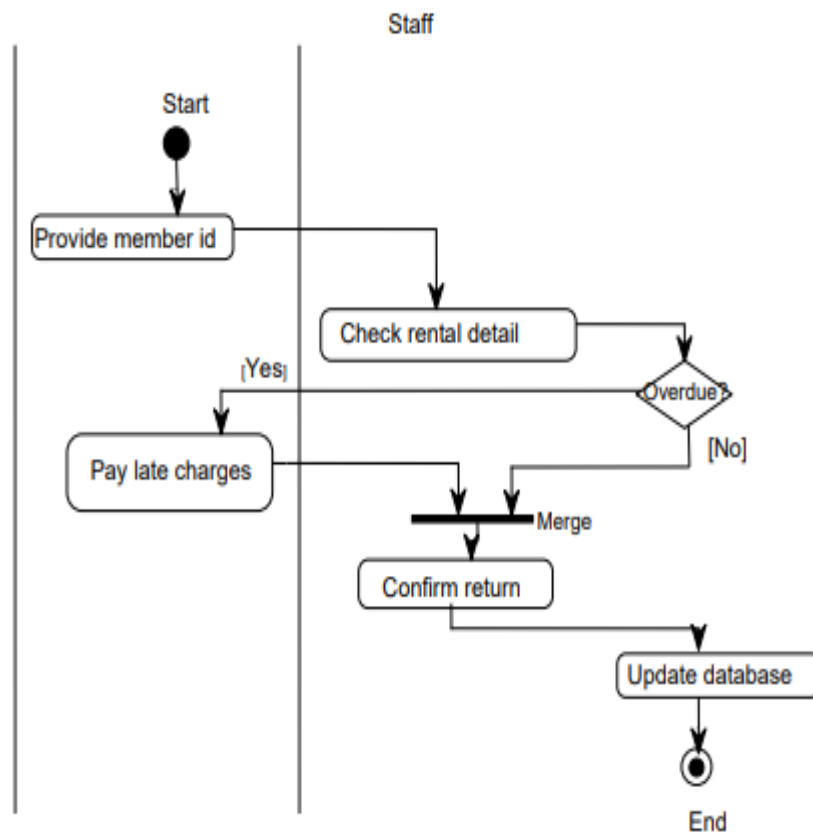 Staff
Start
Provide member id
Check rental detail
[Yes]
Overdue?
Pay late charges
[No]
Merge
Confirm return
Update database
End